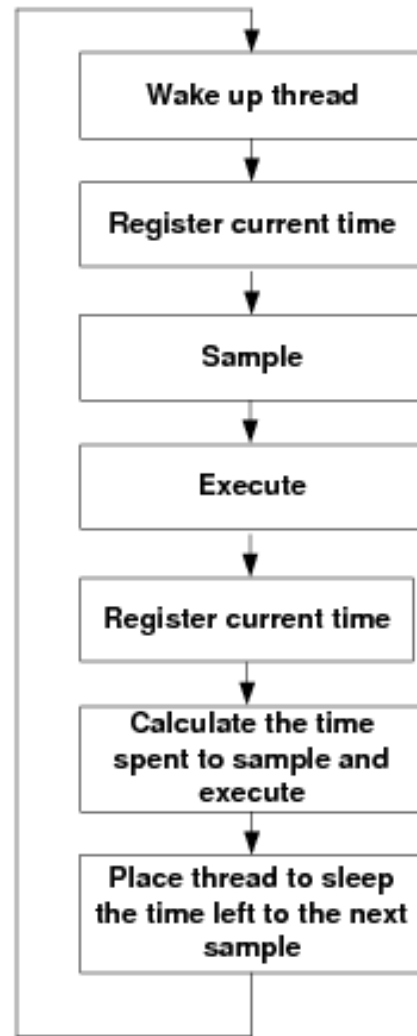 Wake up thread
Register current time
Sample
Execute
Register current time
Calculate the time
spent to sample and
execute
Place thread to sleep
the time left to the next
sample